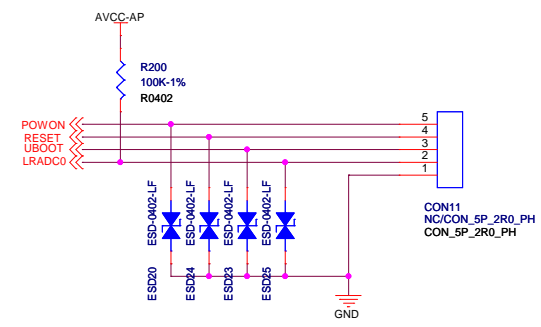 AVCC-AP
R200
100K-1%
R0402
POWON
RESET
UBOOT
LRADC0
5
4
3
2
1
CON11
NC/CON_5P_2R0_PH
CON_5P_2R0_PH
ESD-0402-LF
ESD-0402-LF
ESD-0402-LF
ESD-0402-LF
ESD20
ESD24
ESD23
ESD25
GND